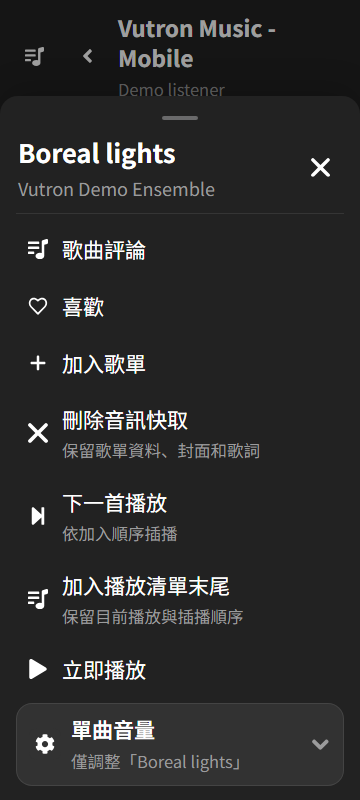 Vutron Music -
Mobile
Demo listener
Boreal lights
Vutron Demo Ensemble
歌曲評論
喜歡
加入歌單
刪除音訊快取
保留歌單資料、封面和歌詞
下一首播放
依加入順序插播
加入播放清單末尾
保留目前播放與插播順序
立即播放
單曲音量
僅調整「Boreal lights」